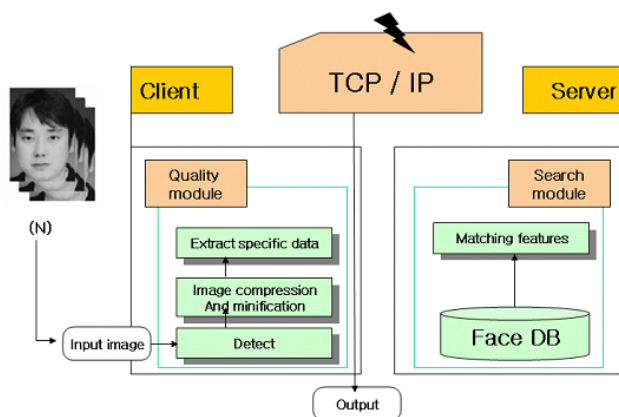 TCP / IP
Client
Server
(N)
Quality
module
Extract specific data
Image compression
And minification
Detect
Input image
Search
module
Matching features
Face DB
Output